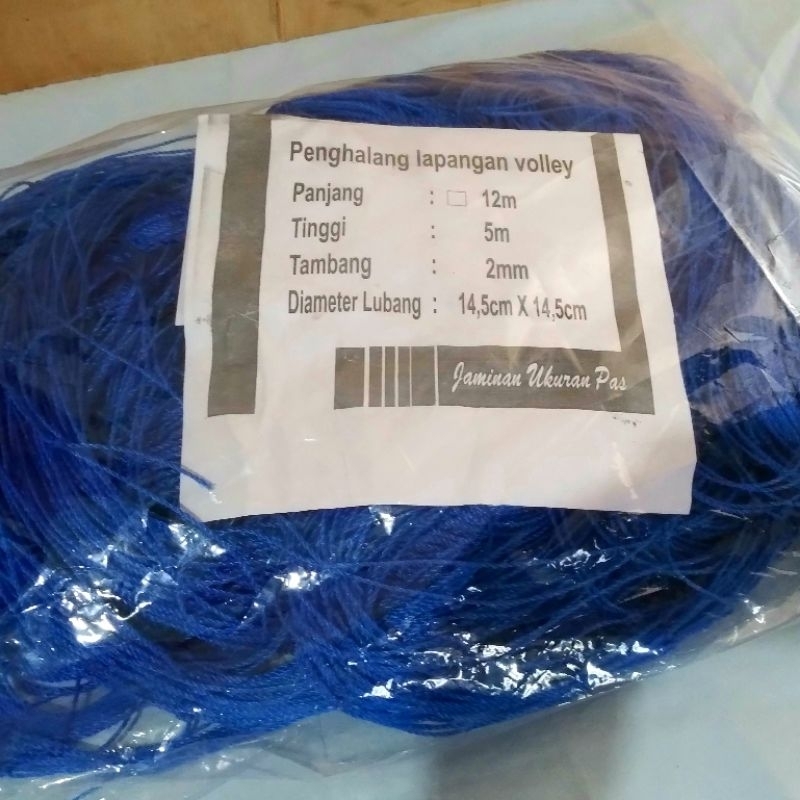 Penghalang lapangan volley
Panjang : 12m
Tinggi : 5m
Tambang : 2mm
Diameter Lubang : 14,5cm X 14,5cm
Jaminan Ukuran Pas